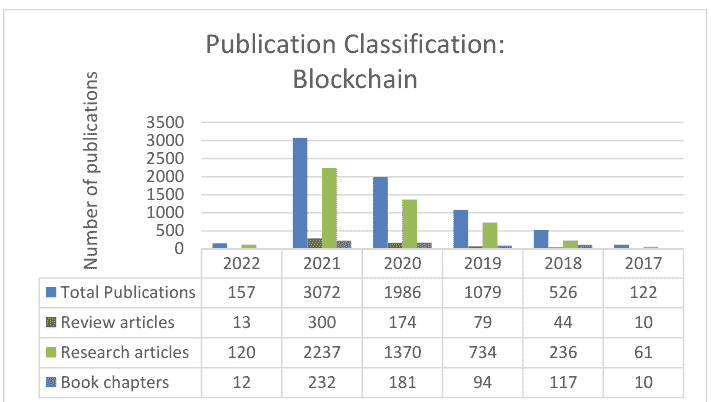 Publication Classification:
Blockchain
Number of publications
3500
3000
2500
2000
1500
1000
500
0
2022 2021 2020 2019 2018 2017
Total Publications 157 3072 1986 1079 526 122
Review articles 13 300 174 79 44 10
Research articles 120 2237 1370 734 236 61
Book chapters 12 232 181 94 117 10